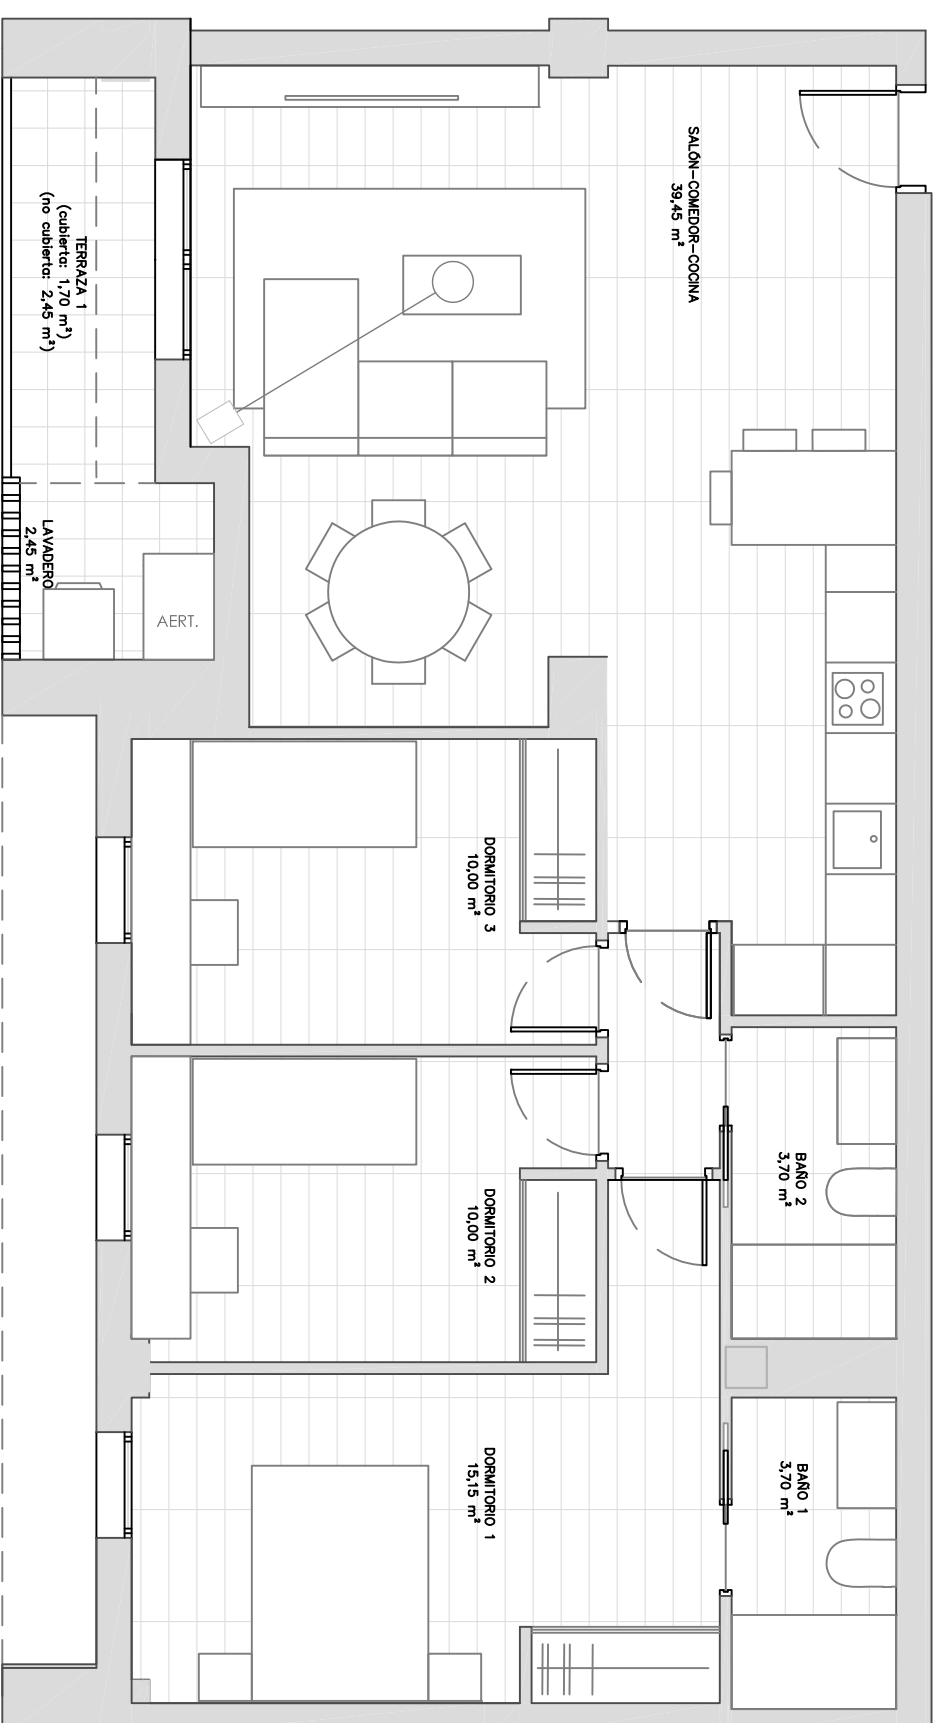 SALÓN-COMEDOR-COCINA
39,45 m²
TERRAZA 1
(cubierta: 1,70 m²)
(no cubierta: 2,45 m²)
LAVADERO
2,45 m²
AERT.
DORMITORIO 3
10,00 m²
BAÑO 2
3,70 m²
DORMITORIO 2
10,00 m²
DORMITORIO 1
15,15 m²
BAÑO 1
3,70 m²